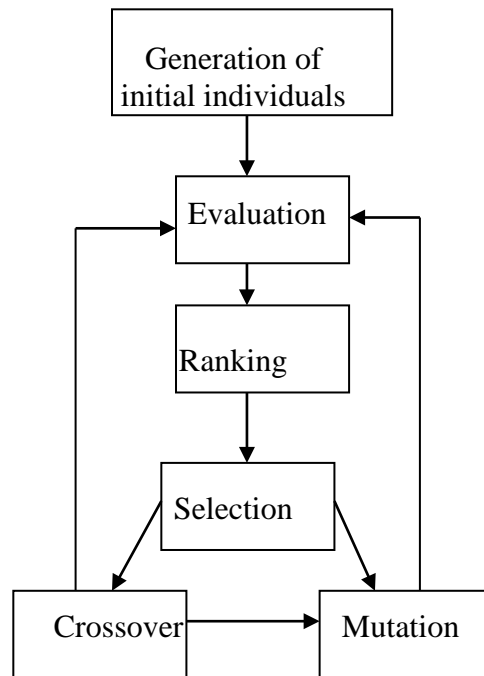 Generation of
initial individuals
Evaluation
Ranking
Selection
Crossover
Mutation